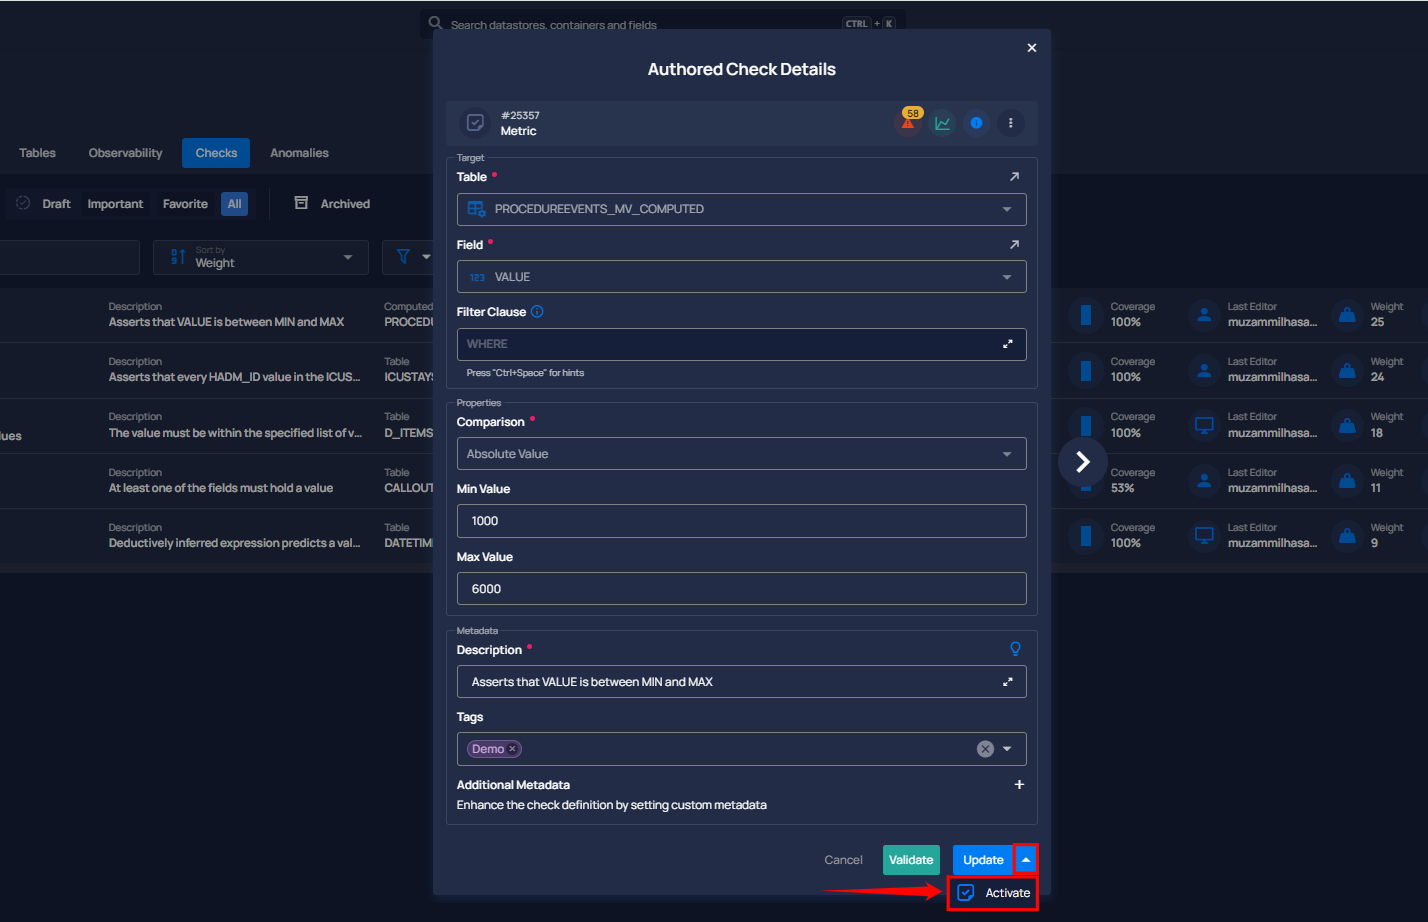 Search datastores, containers and fields
CTRL + K
Authored Check Details
#25357
Metric
58
Tables
Observability
Checks
Anomalies
Draft
Important
Favorite
All
Archived
Sort by
Weight
Target
Table
PROCEDUREEVENTS_MV_COMPUTED
Field
123 VALUE
Filter Clause
WHERE
Press "Ctrl+Space" for hints
Properties
Comparison
Absolute Value
Min Value
1000
Max Value
6000
Metadata
Description
Asserts that VALUE is between MIN and MAX
Tags
Demo
Additional Metadata
Enhance the check definition by setting custom metadata
Cancel
Validate
Update
Activate
Description
Asserts that VALUE is between MIN and MAX
Computed
Coverage
100%
Last Editor
muzammilhasa...
Weight
25
Description
Asserts that every HADM_ID value in the ICUS...
Table
Coverage
100%
Last Editor
muzammilhasa...
Weight
24
lues
Description
The value must be within the specified list of v...
Table
D_ITEMS
Coverage
100%
Last Editor
muzammilhasa...
Weight
18
Description
At least one of the fields must hold a value
Table
CALLOUT
Coverage
53%
Last Editor
muzammilhasa...
Weight
11
Description
Deductively inferred expression predicts a val...
Table
Coverage
100%
Last Editor
muzammilhasa...
Weight
9